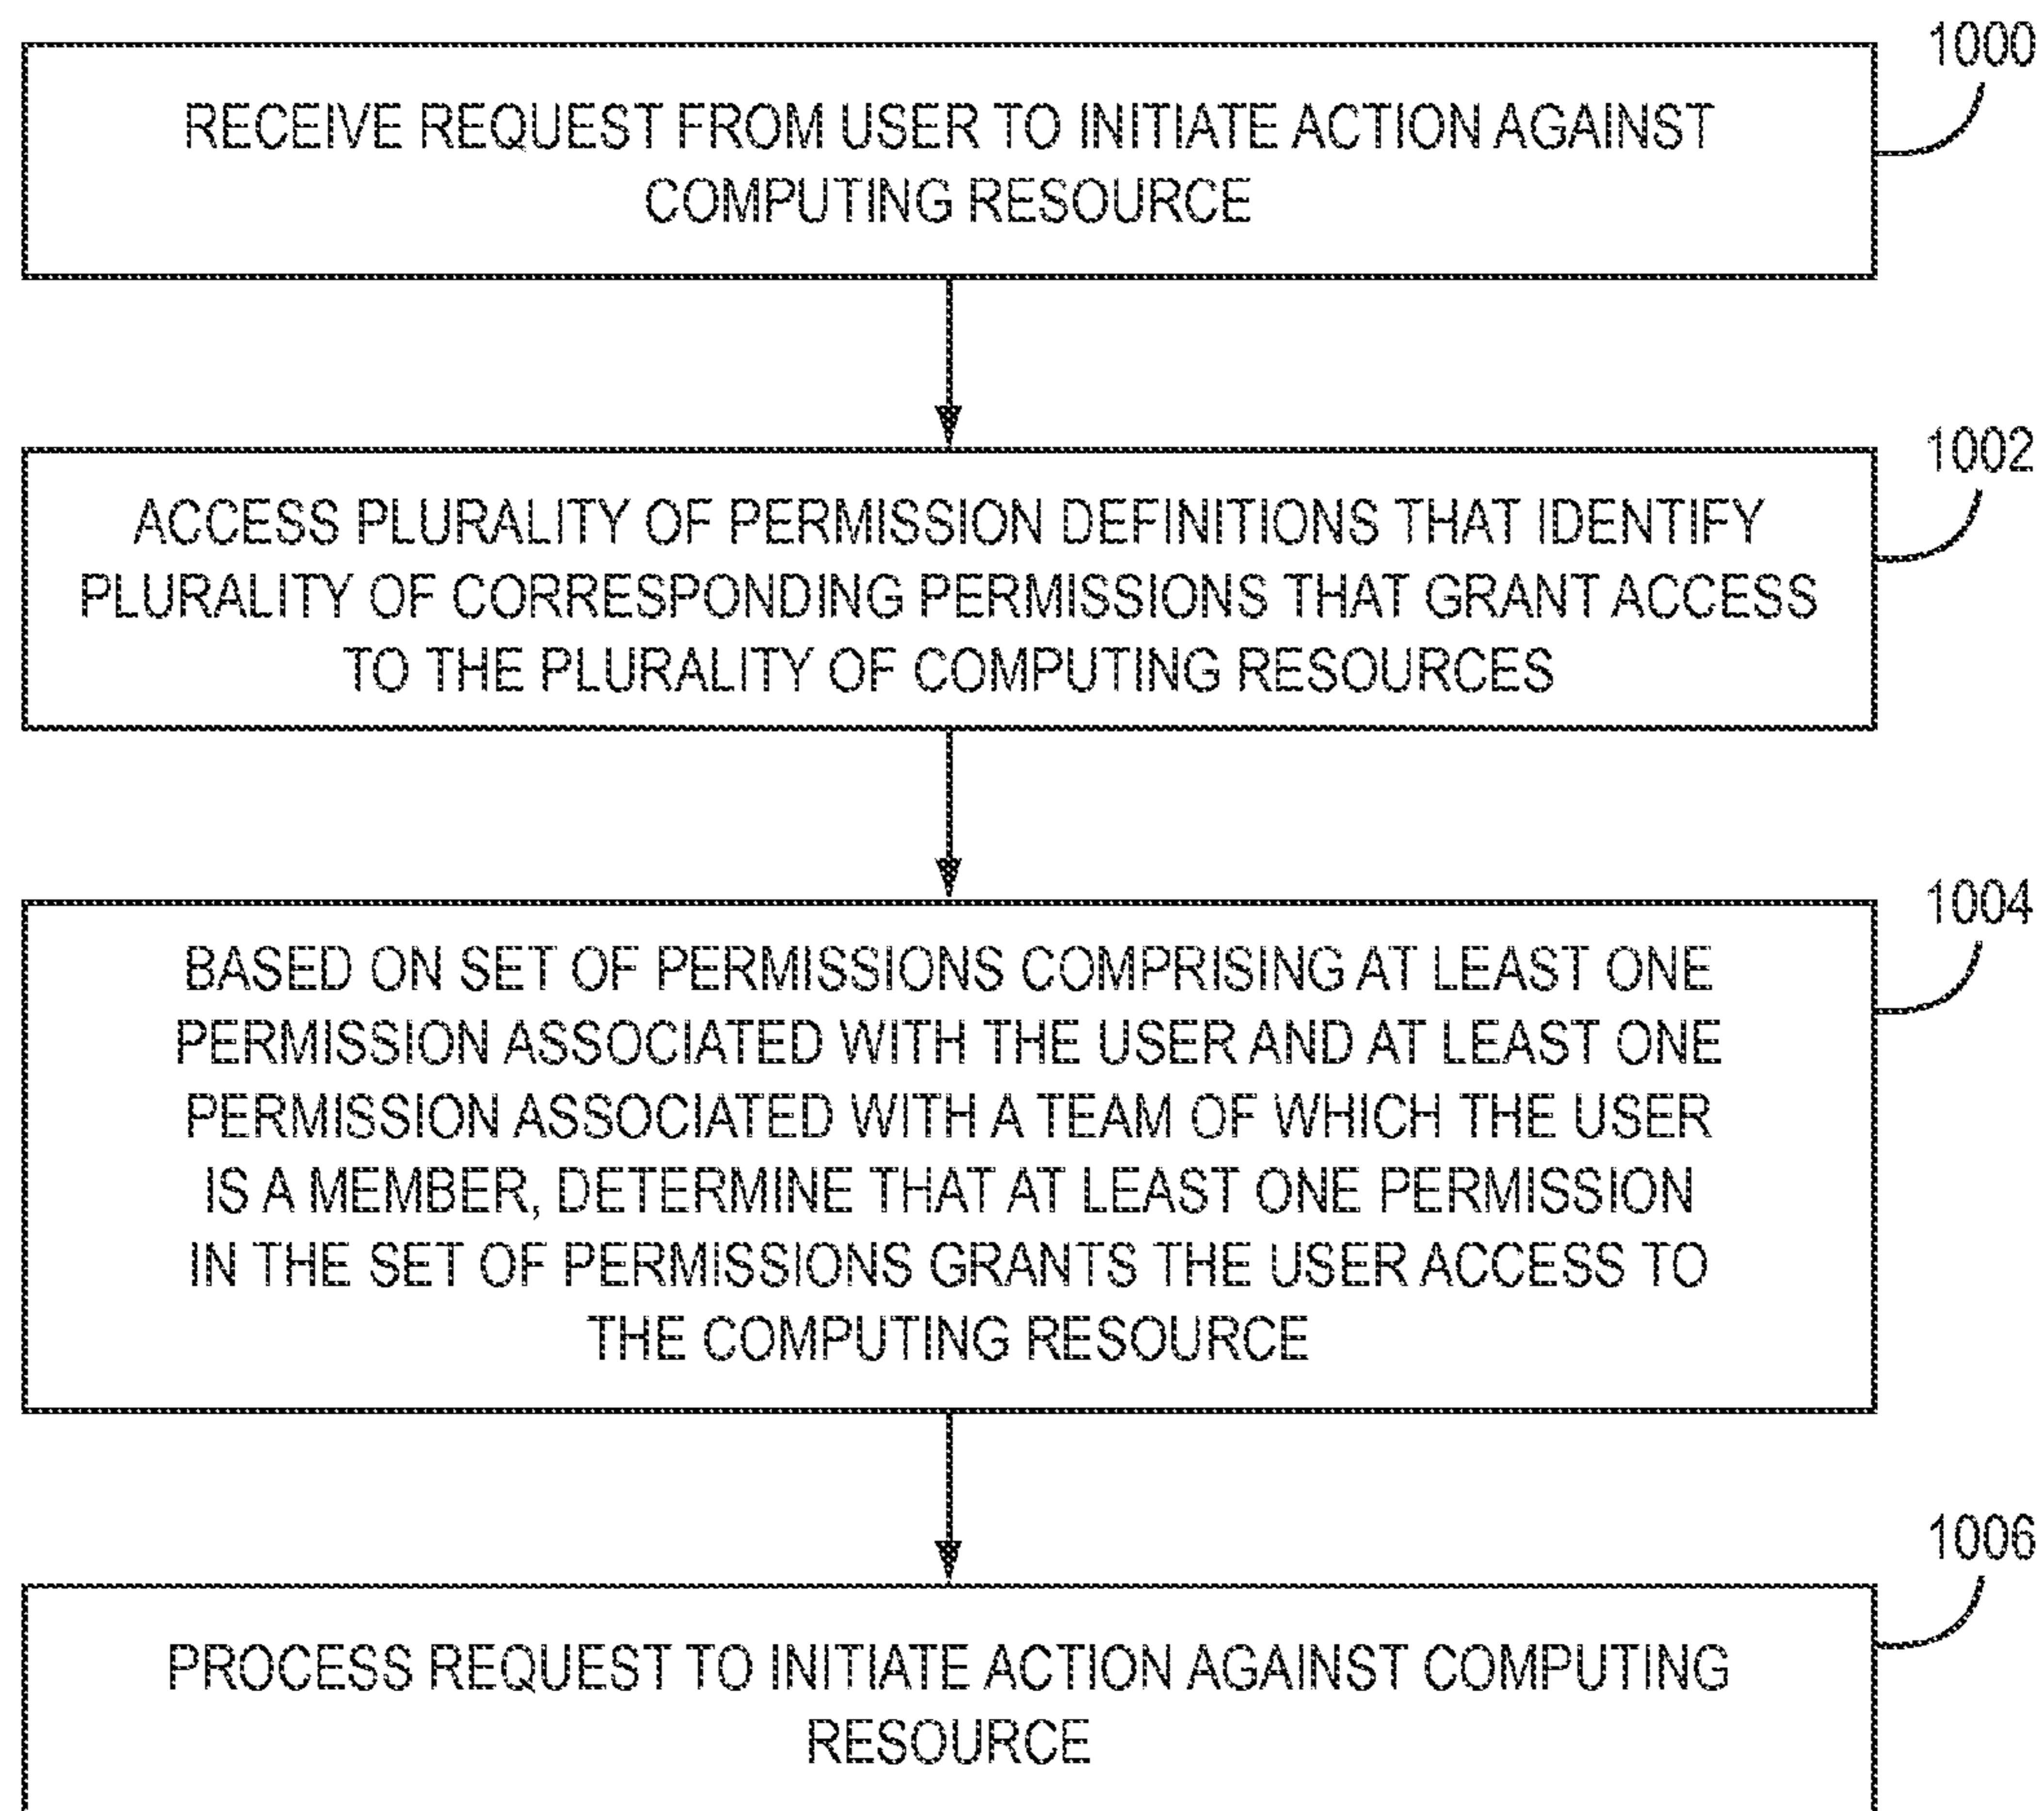 1000
RECEIVE REQUEST FROM USER TO INITIATE ACTION AGAINST
COMPUTING RESOURCE
1002
ACCESS PLURALITY OF PERMISSION DEFINITIONS THAT IDENTIFY
PLURALITY OF CORRESPONDING PERMISSIONS THAT GRANT ACCESS
TO THE PLURALITY OF COMPUTING RESOURCES
1004
BASED ON SET OF PERMISSIONS COMPRISING AT LEAST ONE
PERMISSION ASSOCIATED WITH THE USER AND AT LEAST ONE
PERMISSION ASSOCIATED WITH A TEAM OF WHICH THE USER
IS A MEMBER, DETERMINE THAT AT LEAST ONE PERMISSION
IN THE SET OF PERMISSIONS GRANTS THE USER ACCESS TO
THE COMPUTING RESOURCE
1006
PROCESS REQUEST TO INITIATE ACTION AGAINST COMPUTING
RESOURCE